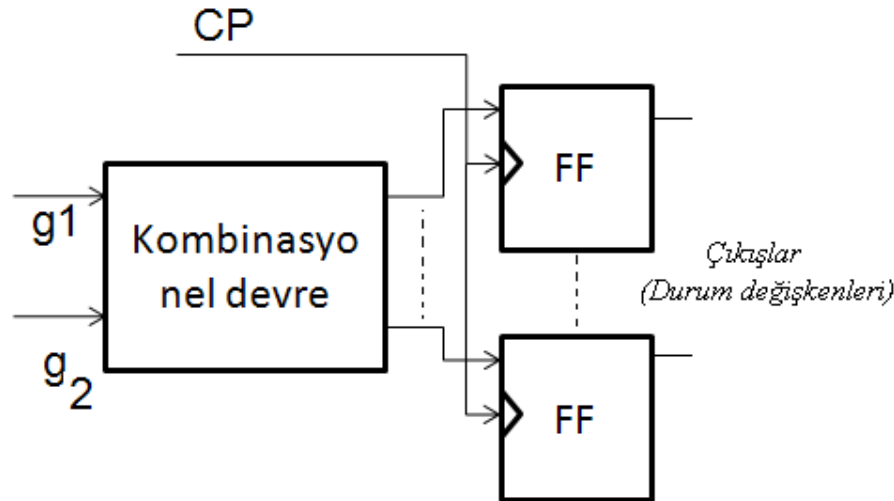 CP
FF
g1
Kombinasyo
nel devre
Çıkışlar
(Durum değişkenleri)
g2
FF